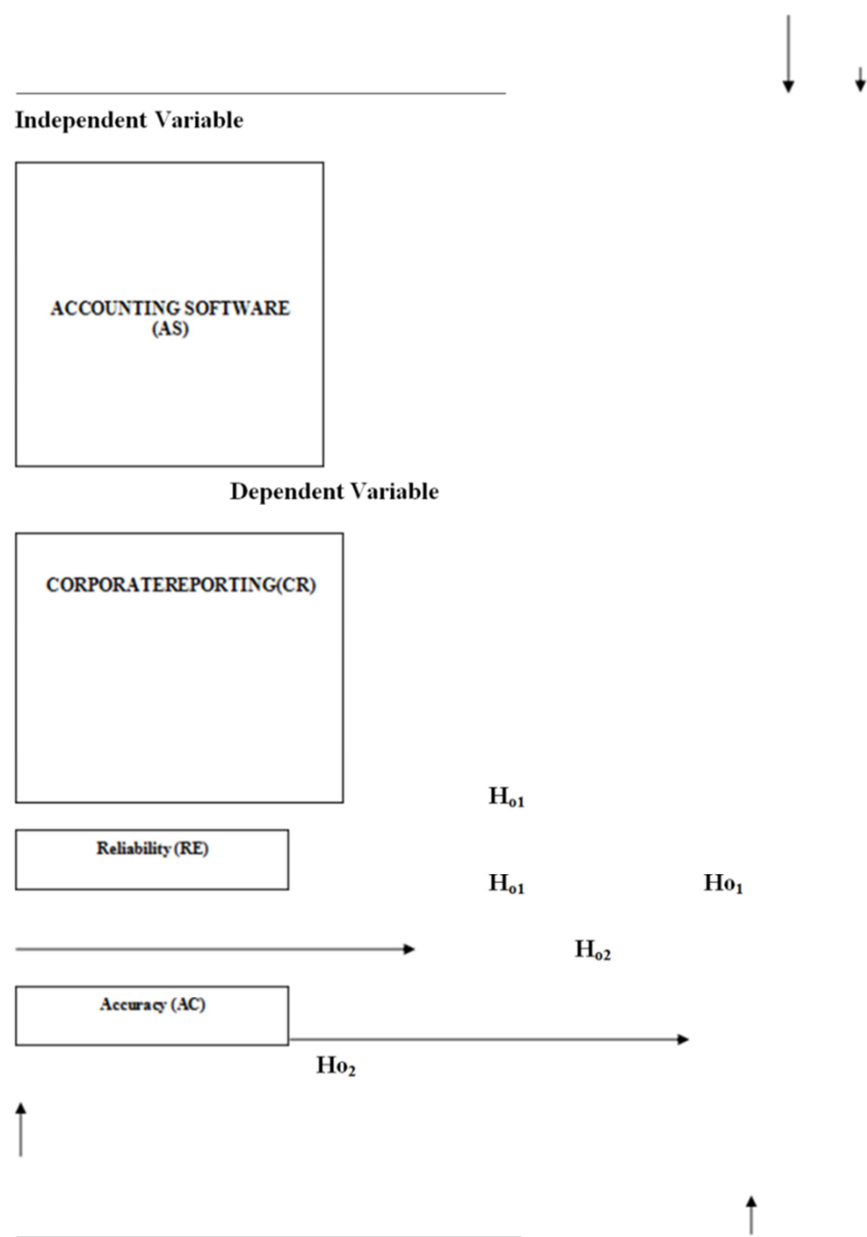 Independent Variable
ACCOUNTING SOFTWARE
(AS)
Dependent Variable
CORPORATEREPORTING(CR)
Hₒ₁
Reliability (RE)
Hₒ₁ Ho₁
Hₒ₂
Accuracy (AC)
Ho₂